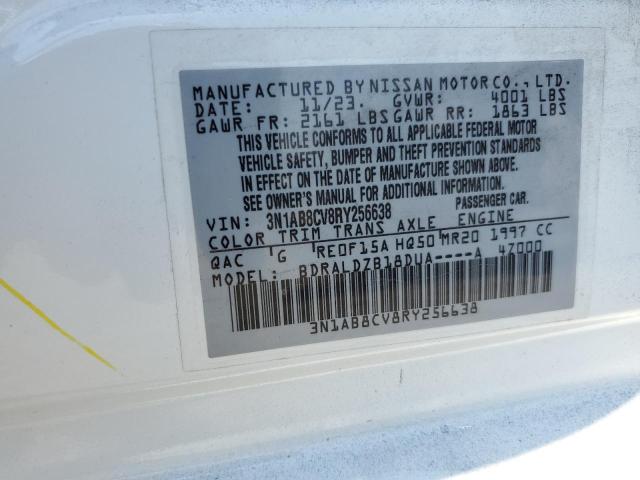 MANUFACTURED BY NISSAN MOTOR CO., LTD.
DATE: 11/23. GVWR: 4001 LBS
GAWR FR: 2161 LBS GAWR RR: 1863 LBS
THIS VEHICLE CONFORMS TO ALL APPLICABLE FEDERAL MOTOR
VEHICLE SAFETY, BUMPER AND THEFT PREVENTION STANDARDS
IN EFFECT ON THE DATE OF MANUFACTURE SHOWN ABOVE.
SEE OWNER'S MANUAL FOR ADDITIONAL INFORMATION.
VIN: 3N1AB8CV8RY256638 PASSENGER CAR.
COLOR TRIM TRANS AXLE ENGINE
QAC G RE0F15A HQ50 MR20 1997 CC
MODEL: BDRALDZB18DUA----A 47000
3N1AB8CV8RY256638